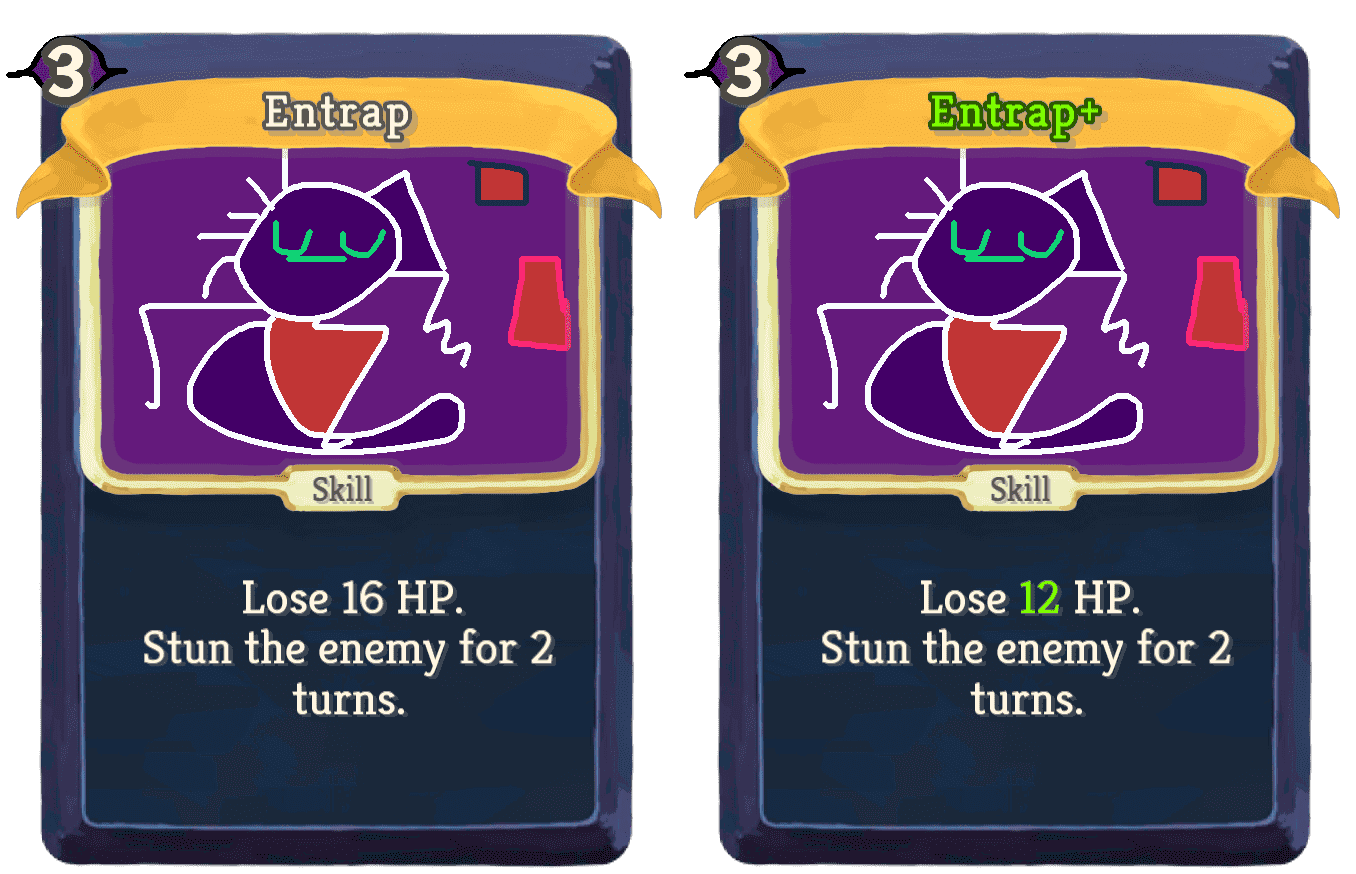 3
Entrap
Skill
Lose 16 HP.
Stun the enemy for 2
turns.
3
Entrap+
Skill
Lose 12 HP.
Stun the enemy for 2
turns.